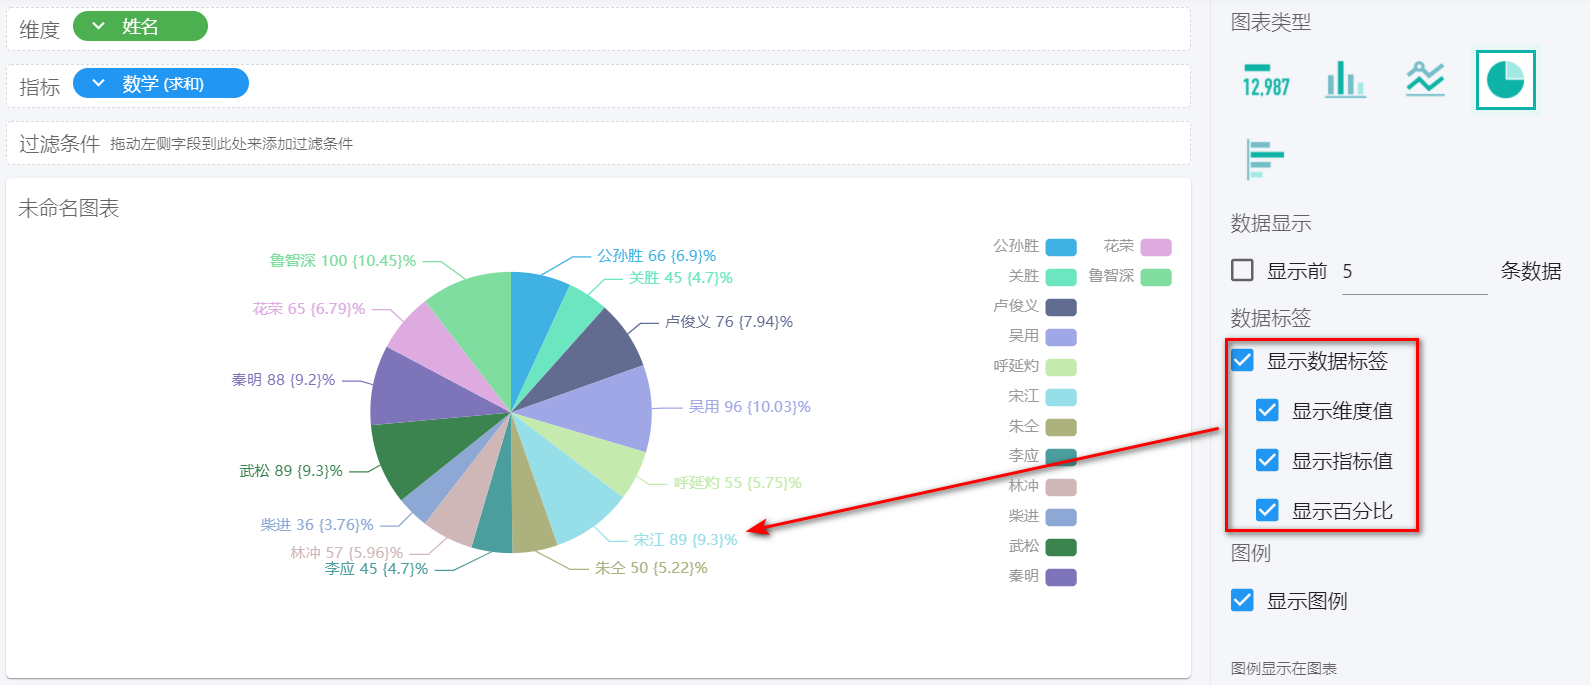 维度 姓名
指标 数学 (求和)
过滤条件 拖动左侧字段到此处来添加过滤条件
未命名图表
公孙胜 66 {6.9}%
关胜 45 {4.7}%
卢俊义 76 {7.94}%
吴用 96 {10.03}%
呼延灼 55 {5.75}%
宋江 89 {9.3}%
朱仝 50 {5.22}%
李应 45 {4.7}%
林冲 57 {5.96}%
柴进 36 {3.76}%
武松 89 {9.3}%
秦明 88 {9.2}%
花荣 65 {6.79}%
鲁智深 100 {10.45}%
公孙胜 花荣
关胜 鲁智深
卢俊义
吴用
呼延灼
宋江
朱仝
李应
林冲
柴进
武松
秦明
图表类型
12,987
数据显示
显示前 5 条数据
数据标签
显示数据标签
显示维度值
显示指标值
显示百分比
图例
显示图例
图例显示在图表